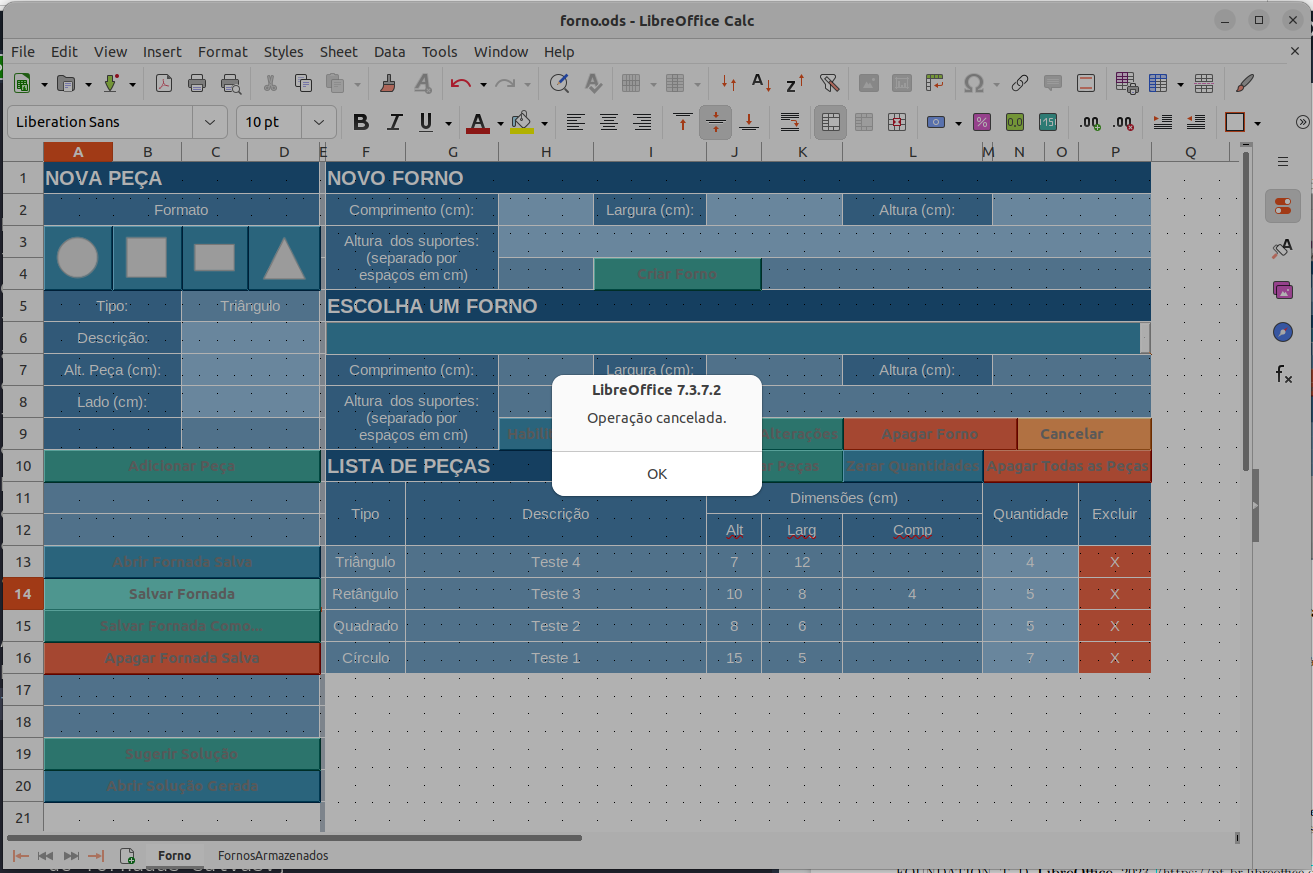 forno.ods - LibreOffice Calc
File Edit View Insert Format Styles Sheet Data Tools Window Help
Liberation Sans 10 pt
A B C D E F G H I J K L M N O P Q
1 NOVA PEÇA NOVO FORNO
2 Formato Comprimento (cm): Largura (cm): Altura (cm):
3 Altura dos suportes:
(separado por
4 espaços em cm) Criar Forno
5 Tipo: Triângulo ESCOLHA UM FORNO
6 Descrição:
7 Alt. Peça (cm): Comprimento (cm): Largura (cm): Altura (cm):
8 Lado (cm): Altura dos suportes:
(separado por
9 espaços em cm) Alterações Apagar Forno Cancelar
10 Adicionar Peça LISTA DE PEÇAS Peças Zerar Quantidades Apagar Todas as Peças
11 Tipo Descrição Dimensões (cm) Quantidade Excluir
12 Alt Larg Comp
13 Abrir Fornada Salva Triângulo Teste 4 7 12 4 X
14 Salvar Fornada Retângulo Teste 3 10 8 4 5 X
15 Salvar Fornada Como... Quadrado Teste 2 8 6 5 X
16 Apagar Fornada Salva Círculo Teste 1 15 5 7 X
17
18
19 Sugerir Solução
20 Abrir Solução Gerada
21
LibreOffice 7.3.7.2
Operação cancelada.
OK
Forno FornosArmazenados